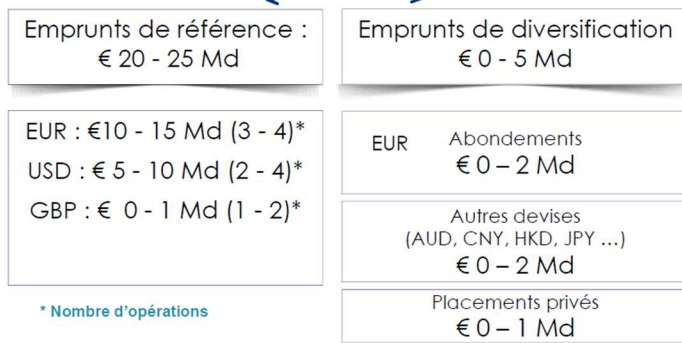 Emprunts de référence :
€ 20 - 25 Md
EUR : €10 - 15 Md (3 - 4)*
USD : € 5 - 10 Md (2 - 4)*
GBP : € 0 - 1 Md (1 - 2)*
* Nombre d'opérations
Emprunts de diversification
€ 0 - 5 Md
EUR Abondements
€ 0 – 2 Md
Autres devises
(AUD, CNY, HKD, JPY ...)
€ 0 – 2 Md
Placements privés
€ 0 – 1 Md